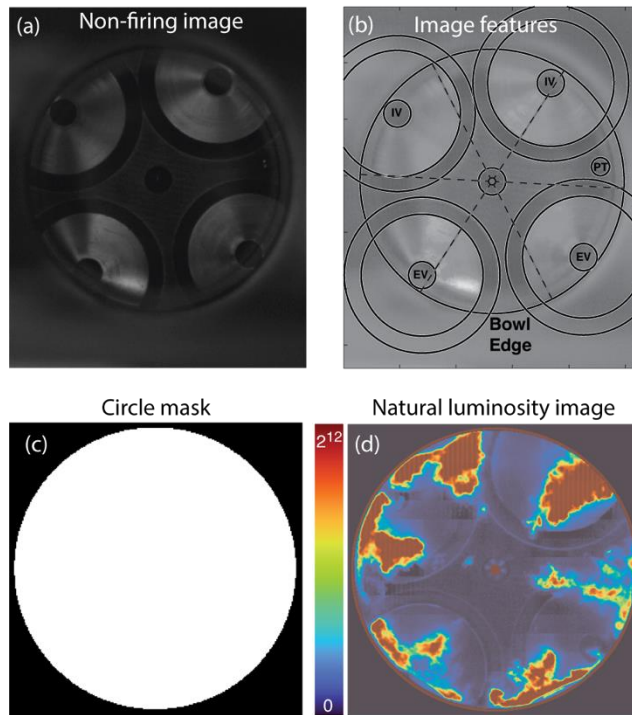 (a) Non-firing image
(b) Image features
IV
IV
PT
EV
EV
Bowl
Edge
Circle mask
(c)
Natural luminosity image
(d)
2¹²
0